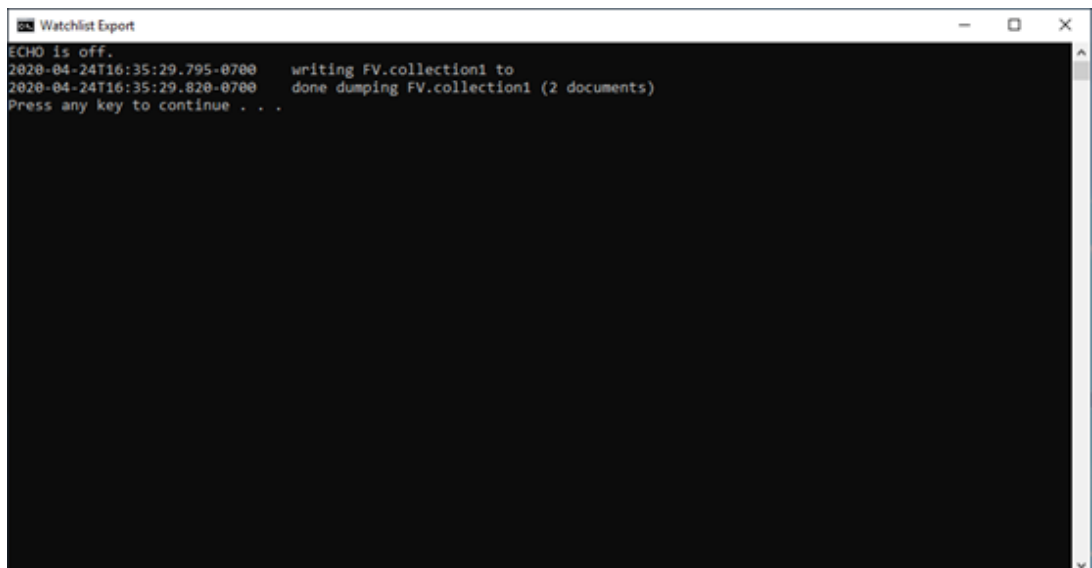 Watchlist Export
ECHO is off.
2020-04-24T16:35:29.795-0700    writing FV.collection1 to
2020-04-24T16:35:29.820-0700    done dumping FV.collection1 (2 documents)
Press any key to continue . . .